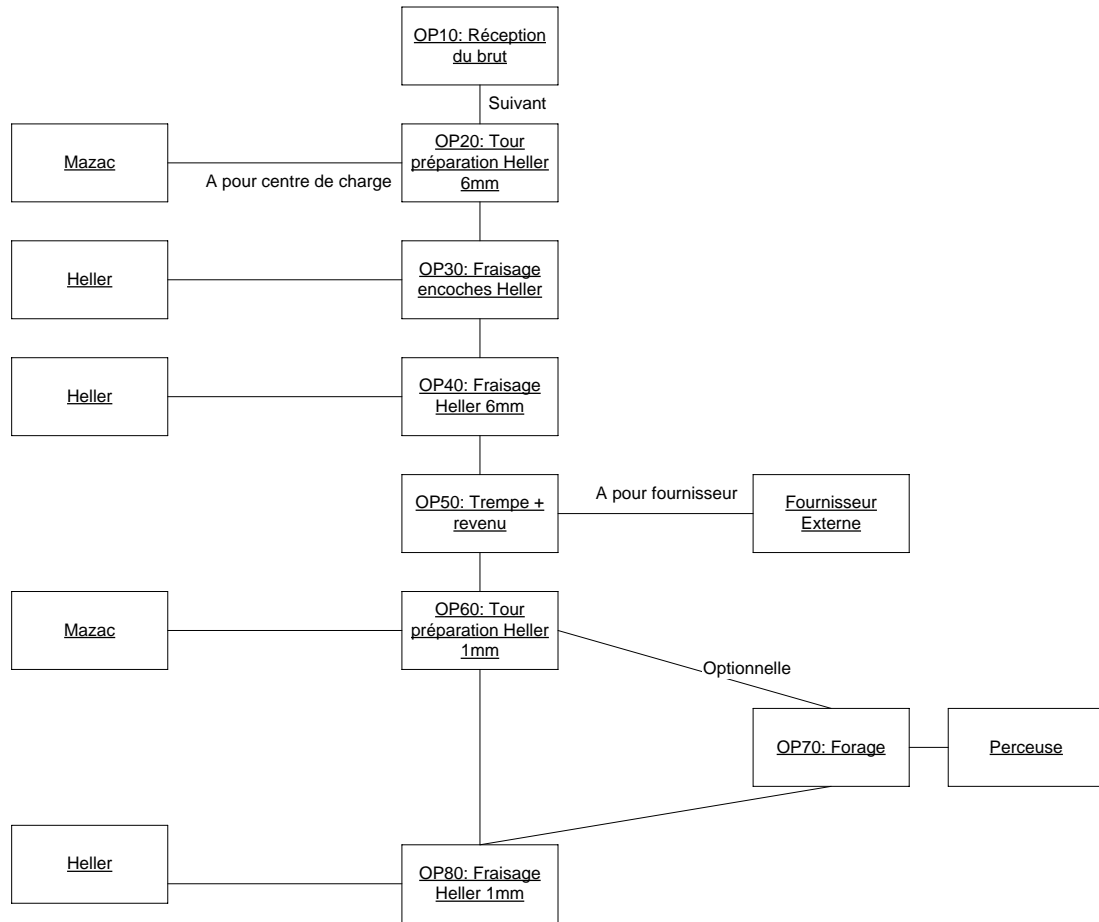 OP10: Réception
du brut
Suivant
Mazac
A pour centre de charge
OP20: Tour
préparation Heller
6mm
Heller
OP30: Fraisage
encoches Heller
Heller
OP40: Fraisage
Heller 6mm
OP50: Trempe +
revenu
A pour fournisseur
Fournisseur
Externe
Mazac
OP60: Tour
préparation Heller
1mm
Optionnelle
OP70: Forage
Perceuse
Heller
OP80: Fraisage
Heller 1mm